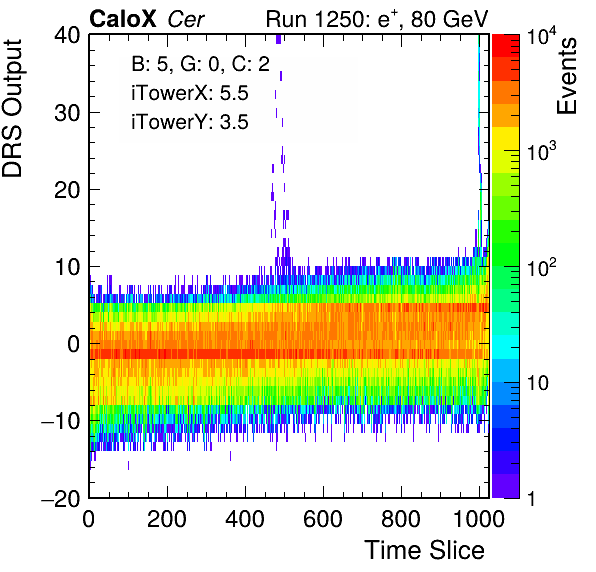 CaloX Cer Run 1250: e+, 80 GeV
DRS Output
Events
B: 5, G: 0, C: 2
iTowerX: 5.5
iTowerY: 3.5
40
30
20
10
0
−10
−20
0 200 400 600 800 1000
Time Slice
10^4
10^3
10^2
10
1